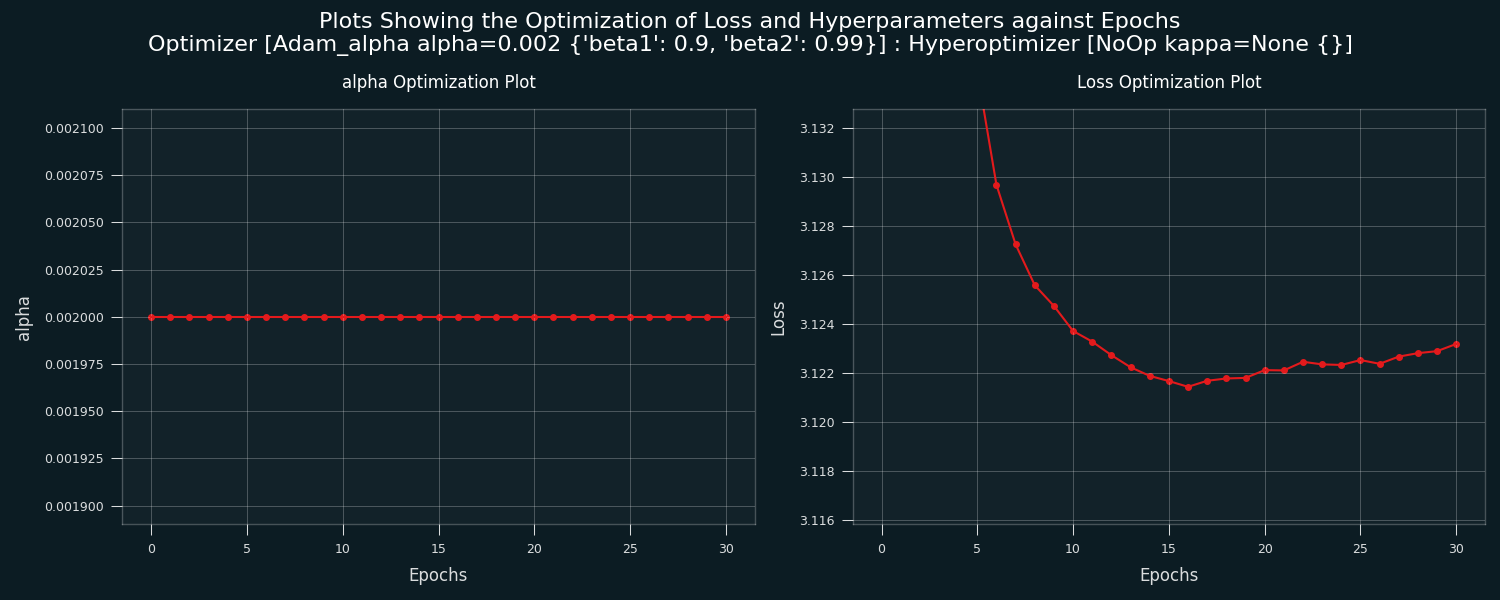 Plots Showing the Optimization of Loss and Hyperparameters against Epochs
Optimizer [Adam_alpha alpha=0.002 {'beta1': 0.9, 'beta2': 0.99}] : Hyperoptimizer [NoOp kappa=None {}]
alpha Optimization Plot
0.002100
0.002075
0.002050
0.002025
0.002000
0.001975
0.001950
0.001925
0.001900
alpha
0 5 10 15 20 25 30
Epochs
Loss Optimization Plot
3.132
3.130
3.128
3.126
3.124
3.122
3.120
3.118
3.116
Loss
0 5 10 15 20 25 30
Epochs